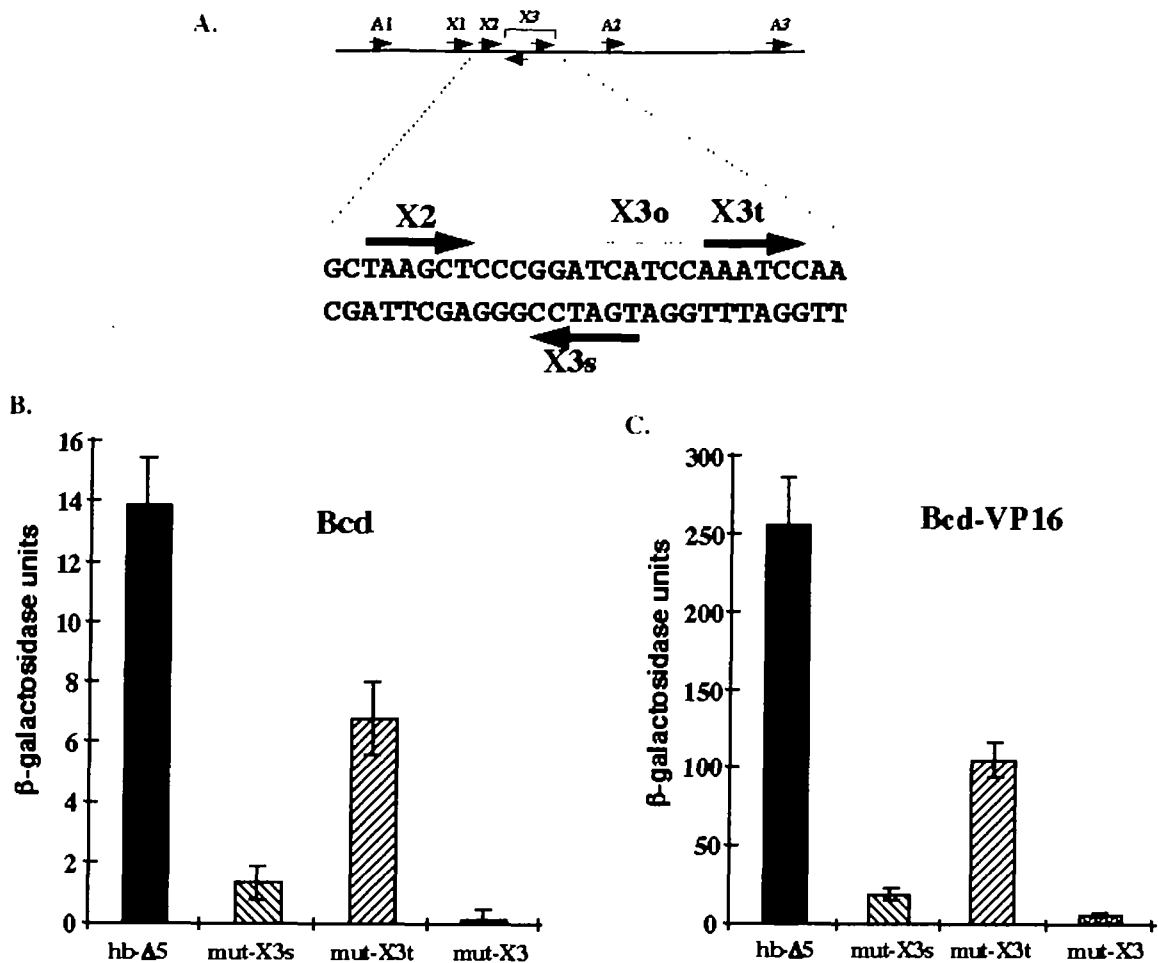 A.
A1 X1 X2 X3 A2 A3
X2 X3o X3t
GCTAAGCTCCCGGATCATCCAAATCCAA
CGATTCGAGGGCCTAGTAGGTTTAGGTT
X3s
B.
16
14
12
10
8
6
4
2
0
β-galactosidase units
Bcd
hb-Δ5 mut-X3s mut-X3t mut-X3
C.
300
250
200
150
100
50
0
β-galactosidase units
Bcd-VP16
hb-Δ5 mut-X3s mut-X3t mut-X3